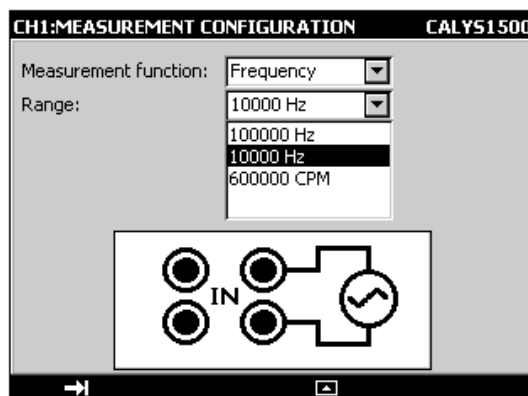 CH1:MEASUREMENT CONFIGURATION CALYS1500
Measurement function: Frequency
Range: 10000 Hz
100000 Hz
10000 Hz
600000 CPM
IN